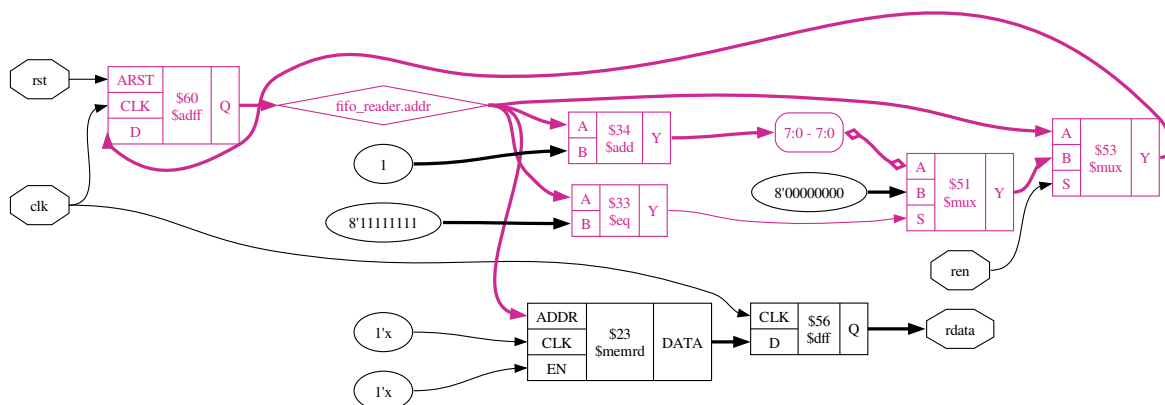 rst
clk
ARST
CLK
D
$60
$adff
Q
fifo_reader.addr
1
8'11111111
A
B
$34
$add
Y
A
B
$33
$eq
Y
7:0 - 7:0
8'00000000
A
B
S
$51
$mux
Y
A
B
S
$53
$mux
Y
ren
1'x
1'x
ADDR
CLK
EN
$23
$memrd
DATA
CLK
D
$56
$dff
Q
rdata